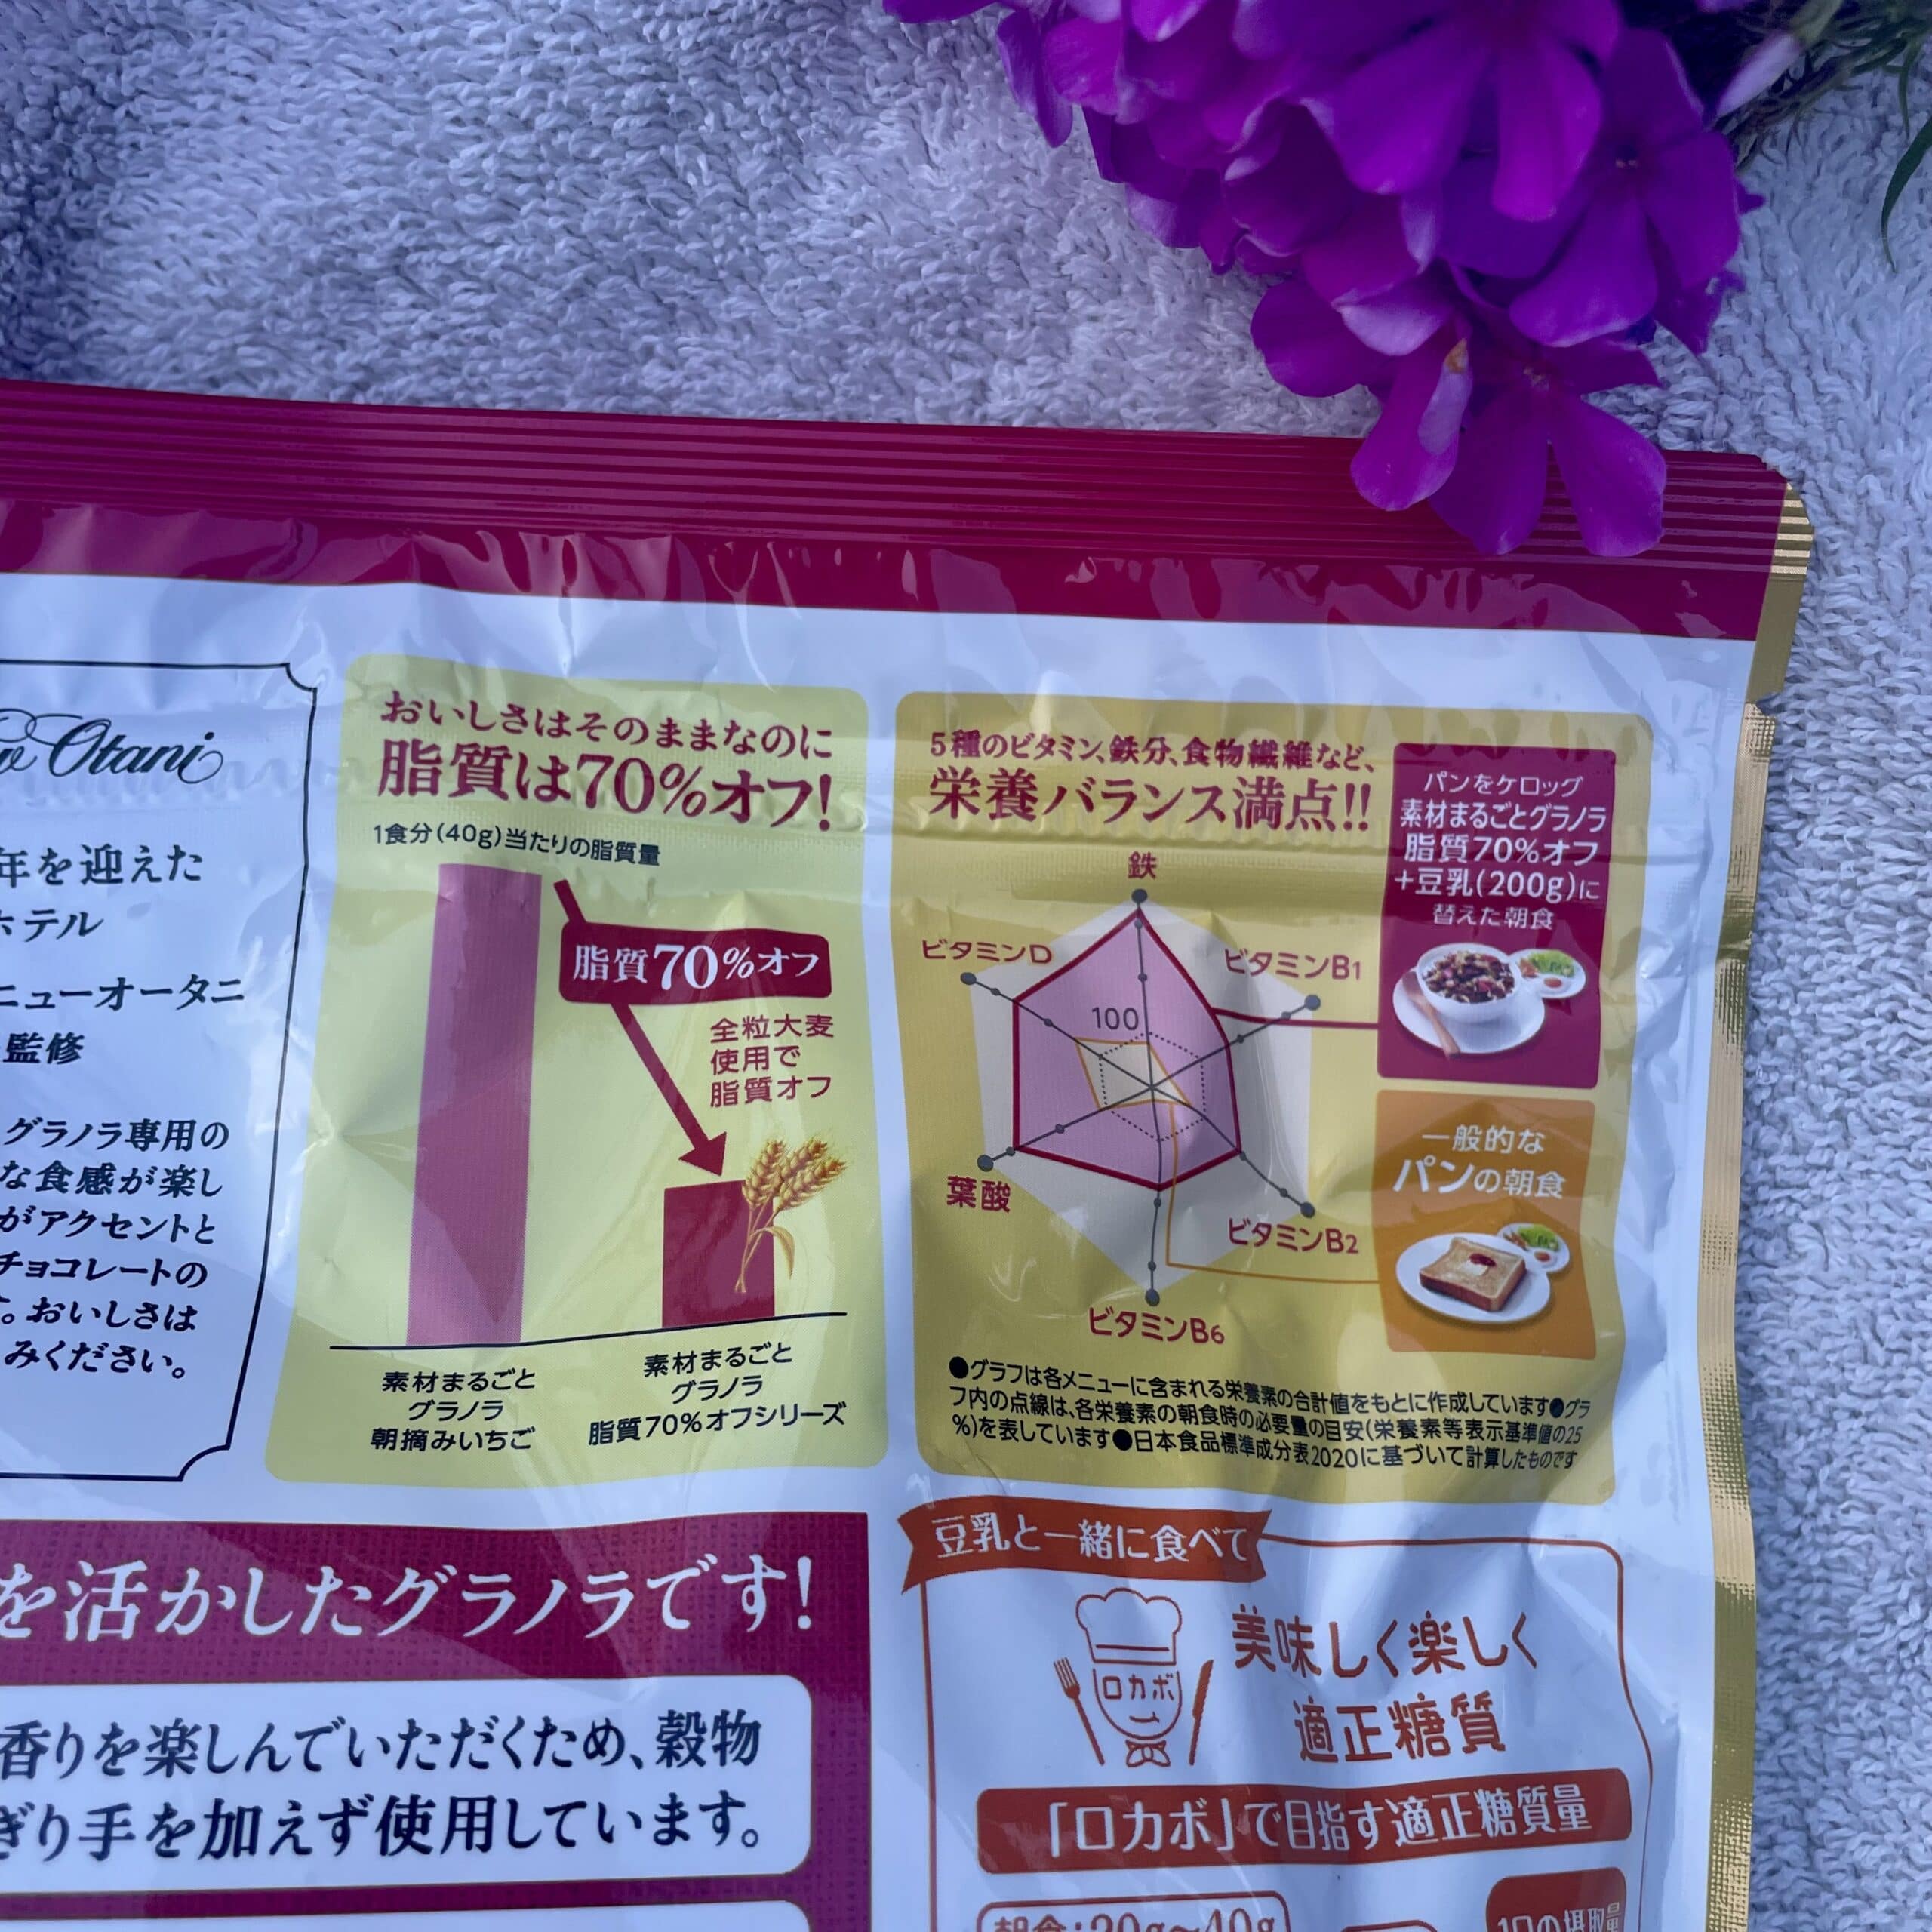 Otani
年を迎えた
ホテル
ニューオータニ
監修
グラノラ専用の
な食感が楽し
がアクセントと
チョコレートの
。おいしさは
みください。
おいしさはそのままなのに
脂質は70%オフ!
1食分(40g)当たりの脂質量
脂質70%オフ
全粒大麦
使用で
脂質オフ
素材まるごと
グラノラ
朝摘みいちご
素材まるごと
グラノラ
脂質70%オフシリーズ
5種のビタミン、鉄分、食物繊維など、
栄養バランス満点!!
鉄
ビタミンD
ビタミンB1
100
葉酸
ビタミンB2
ビタミンB6
パンをケロッグ
素材まるごとグラノラ
脂質70%オフ
+豆乳(200g)に
替えた朝食
一般的な
パンの朝食
●グラフは各メニューに含まれる栄養素の合計値をもとに作成しています●グラ
フ内の点線は、各栄養素の朝食時の必要量の目安(栄養素等表示基準値の25
%)を表しています●日本食品標準成分表2020に基づいて計算したものです
を活かしたグラノラです!
香りを楽しんでいただくため、穀物
ぎり手を加えず使用しています。
豆乳と一緒に食べて
ロカボ
美味しく楽しく
適正糖質
「ロカボ」で目指す適正糖質量
朝食:20g~40g
1日の摂取量